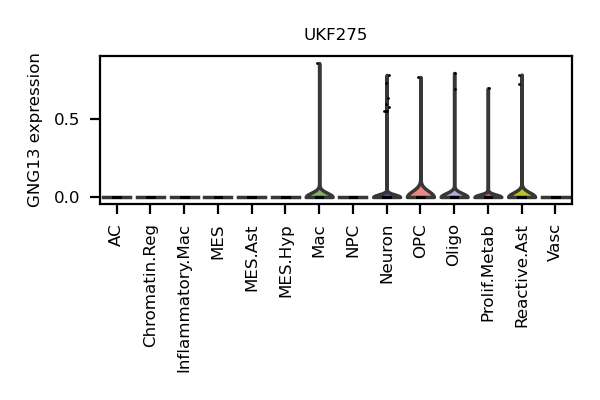 UKF275
GNG13 expression
0.5
0.0
AC
Chromatin.Reg
Inflammatory.Mac
MES
MES.Ast
MES.Hyp
Mac
NPC
Neuron
OPC
Oligo
Prolif.Metab
Reactive.Ast
Vasc